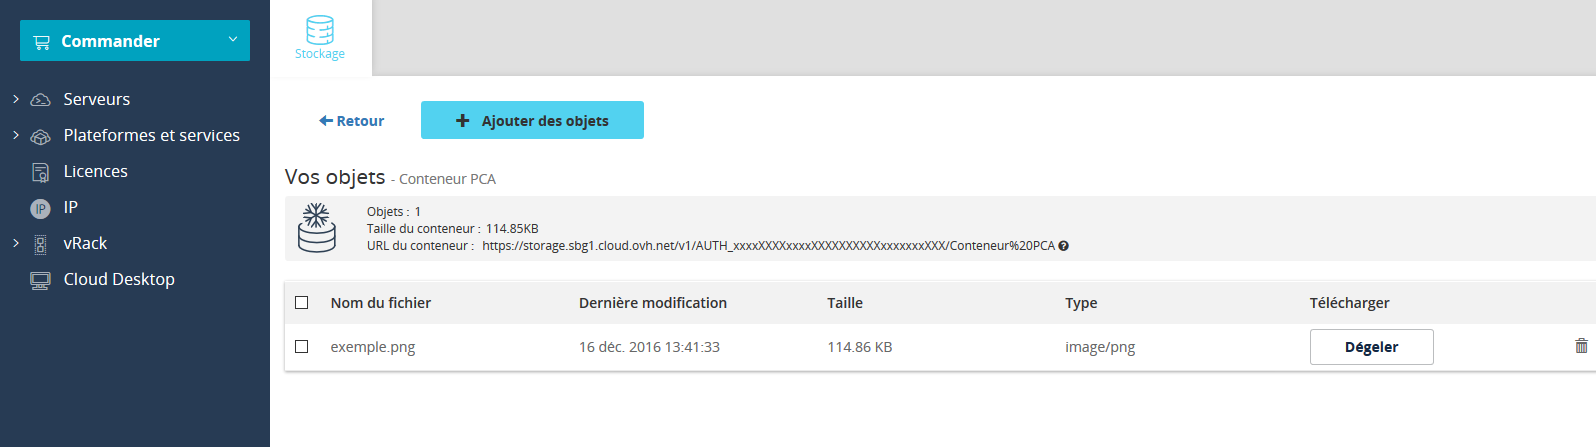 Commander
Stockage
Serveurs
Plateformes et services
Licences
IP
IP
vRack
Cloud Desktop
Retour
+ Ajouter des objets
Vos objets - Conteneur PCA
Objets : 1
Taille du conteneur : 114.85KB
URL du conteneur : https://storage.sbg1.cloud.ovh.net/v1/AUTH_xxxxXXXXxxxxXXXXXXXXXXxxxxxxxXXX/Conteneur%20PCA ?
Nom du fichier Dernière modification Taille Type Télécharger
exemple.png 16 déc. 2016 13:41:33 114.86 KB image/png Dégeler